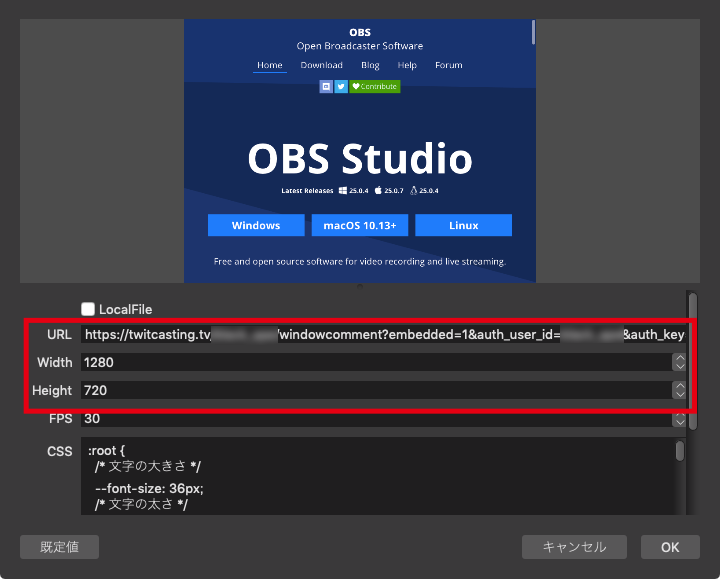 OBS
Open Broadcaster Software
Home Download Blog Help Forum
Contribute
OBS Studio
Latest Releases 25.0.4 25.0.7 25.0.4
Windows macOS 10.13+ Linux
Free and open source software for video recording and live streaming.
LocalFile
URL https://twitcasting.tv/ /windowcomment?embedded=1&auth_user_id= &auth_key
Width 1280
Height 720
FPS 30
CSS :root {
/* 文字の大きさ */
--font-size: 36px;
/* 文字の太さ */
既定値 キャンセル OK